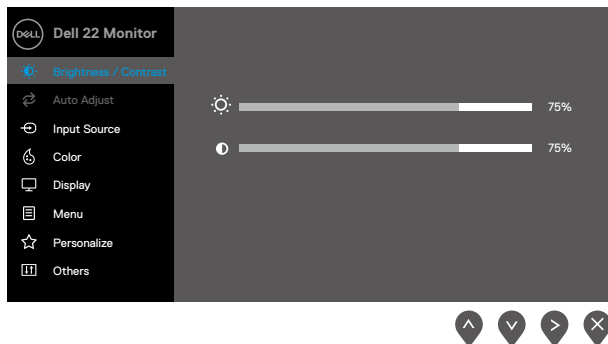 DELL Dell 22 Monitor
Brightness / Contrast
Auto Adjust
Input Source
Color
Display
Menu
Personalize
Others
75%
75%